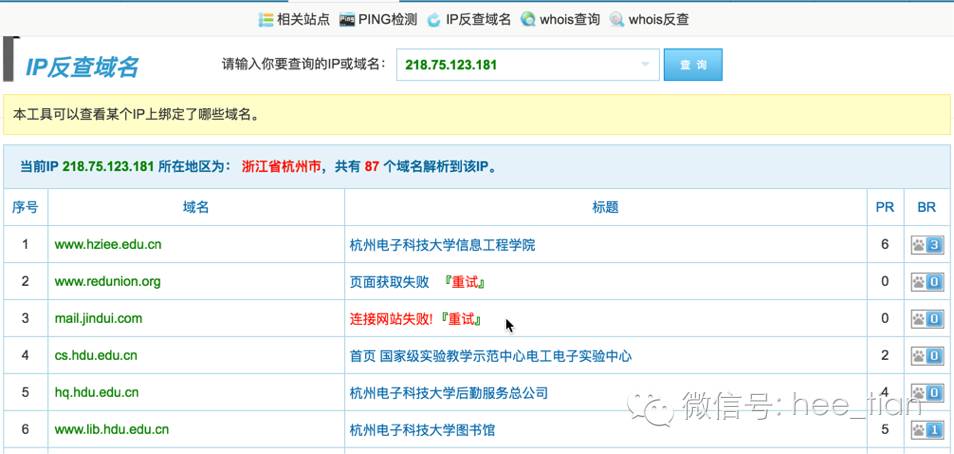 相关站点 PING检测 IP反查域名 whois查询 whois反查
IP反查域名 请输入你要查询的IP或域名: 218.75.123.181 查 询
本工具可以查看某个IP上绑定了哪些域名。
当前IP 218.75.123.181 所在地区为： 浙江省杭州市，共有 87 个域名解析到该IP。
序号 域名 标题 PR BR
1 www.hziee.edu.cn 杭州电子科技大学信息工程学院 6 3
2 www.redunion.org 页面获取失败 『重试』 0 0
3 mail.jindui.com 连接网站失败! 『重试』 0 0
4 cs.hdu.edu.cn 首页 国家级实验教学示范中心电工电子实验中心 2 0
5 hq.hdu.edu.cn 杭州电子科技大学后勤服务总公司 4 0
微信号: hee_tian
6 www.lib.hdu.edu.cn 杭州电子科技大学图书馆 5 1